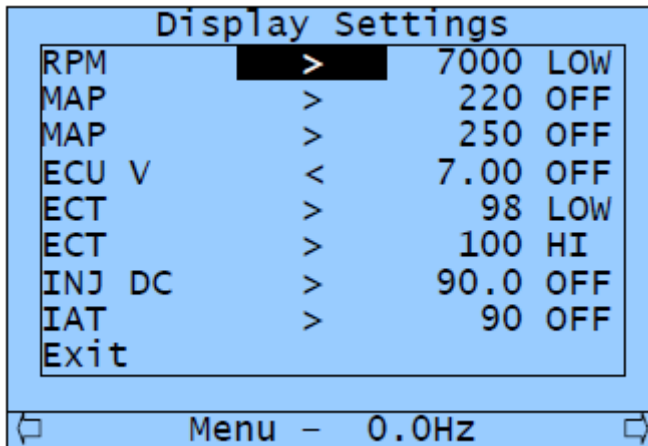 Display Settings
RPM > 7000 LOW
MAP > 220 OFF
MAP > 250 OFF
ECU V < 7.00 OFF
ECT > 98 LOW
ECT > 100 HI
INJ DC > 90.0 OFF
IAT > 90 OFF
Exit
Menu - 0.0Hz